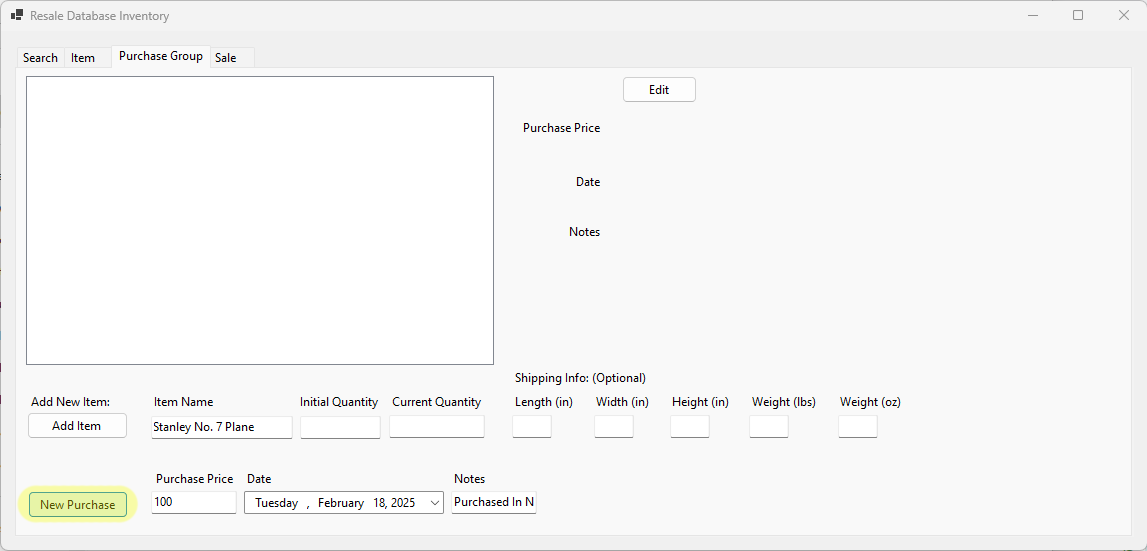 Resale Database Inventory
Search Item Purchase Group Sale
Edit
Purchase Price
Date
Notes
Shipping Info: (Optional)
Add New Item: Item Name Initial Quantity Current Quantity Length (in) Width (in) Height (in) Weight (lbs) Weight (oz)
Add Item Stanley No. 7 Plane
Purchase Price Date Notes
New Purchase 100 Tuesday , February 18, 2025 Purchased In N